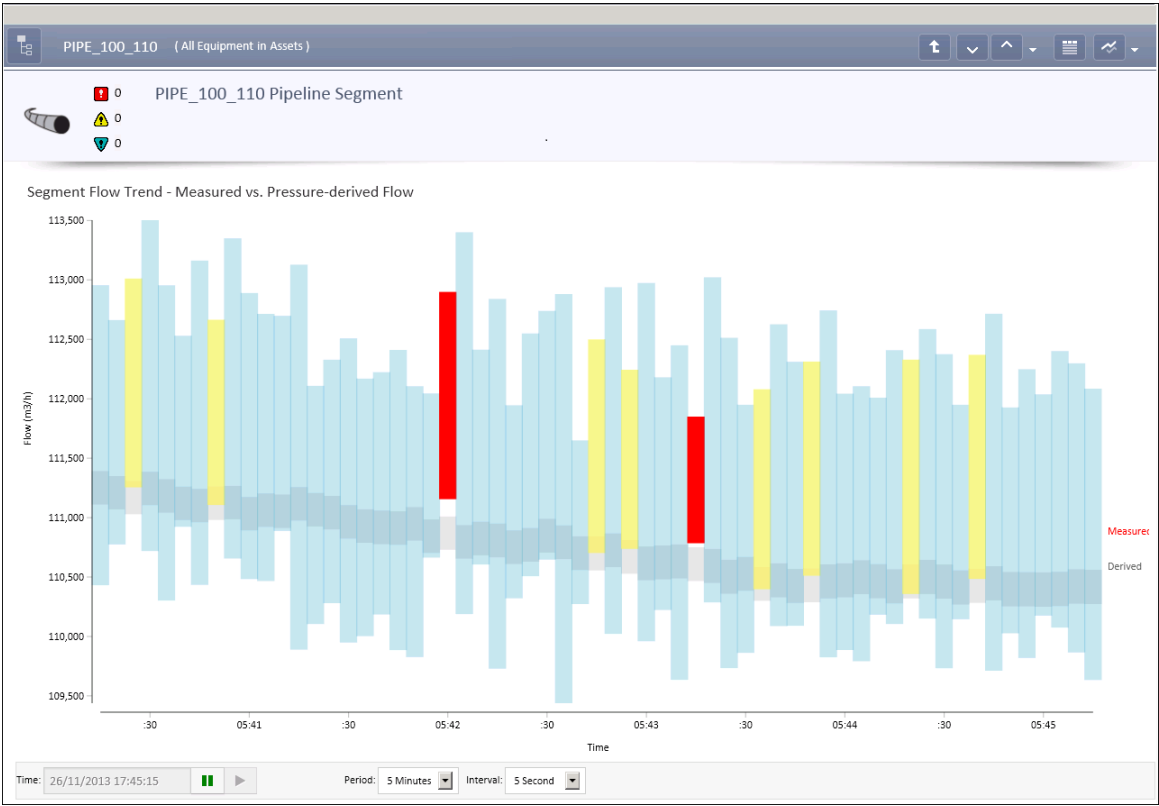 PIPE_100_110 ( All Equipment in Assets )
0 PIPE_100_110 Pipeline Segment
0
0
Segment Flow Trend - Measured vs. Pressure-derived Flow
113,500
113,000
112,500
112,000
Flow (m3/h)
111,500
111,000
Measured
Derived
110,500
110,000
109,500
:30 05:41 :30 05:42 :30 05:43 :30 05:44 :30 05:45
Time
Time: 26/11/2013 17:45:15 Period: 5 Minutes Interval: 5 Second